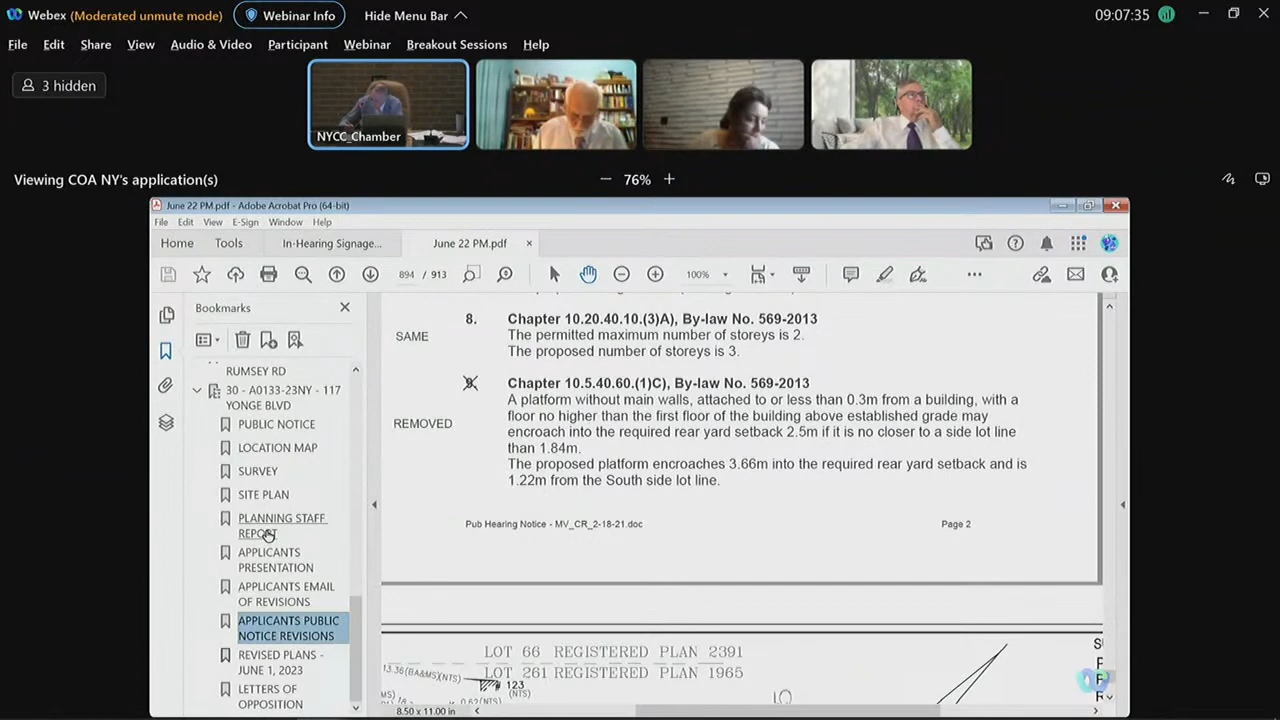 Webex (Moderated unmute mode) Webinar Info Hide Menu Bar 09:07:35
File Edit Share View Audio & Video Participant Webinar Breakout Sessions Help
3 hidden
NYCC_Chamber
Viewing COA NY's application(s) 76%
June 22 PM.pdf - Adobe Acrobat Pro (64-bit)
File Edit View E-Sign Window Help
Home Tools In-Hearing Signage... June 22 PM.pdf
894 / 913 100%
Bookmarks
RUMSEY RD
30 - A0133-23NY - 117
YONGE BLVD
PUBLIC NOTICE
LOCATION MAP
SURVEY
SITE PLAN
PLANNING STAFF
REPORT
APPLICANTS
PRESENTATION
APPLICANTS EMAIL
OF REVISIONS
APPLICANTS PUBLIC
NOTICE REVISIONS
REVISED PLANS -
JUNE 1, 2023
LETTERS OF
OPPOSITION
SAME
8. Chapter 10.20.40.10.(3)A), By-law No. 569-2013
The permitted maximum number of storeys is 2.
The proposed number of storeys is 3.
REMOVED
9. Chapter 10.5.40.60.(1)C), By-law No. 569-2013
A platform without main walls, attached to or less than 0.3m from a building, with a
floor no higher than the first floor of the building above established grade may
encroach into the required rear yard setback 2.5m if it is no closer to a side lot line
than 1.84m.
The proposed platform encroaches 3.66m into the required rear yard setback and is
1.22m from the South side lot line.
Pub Hearing Notice - MV_CR_2-18-21.doc Page 2
LOT 66 REGISTERED PLAN 2391
LOT 261 REGISTERED PLAN 1965
13.36(BA&MS)(NTS)
123
(NTS)
0.62(NTS)
8.50 x 11.00 in